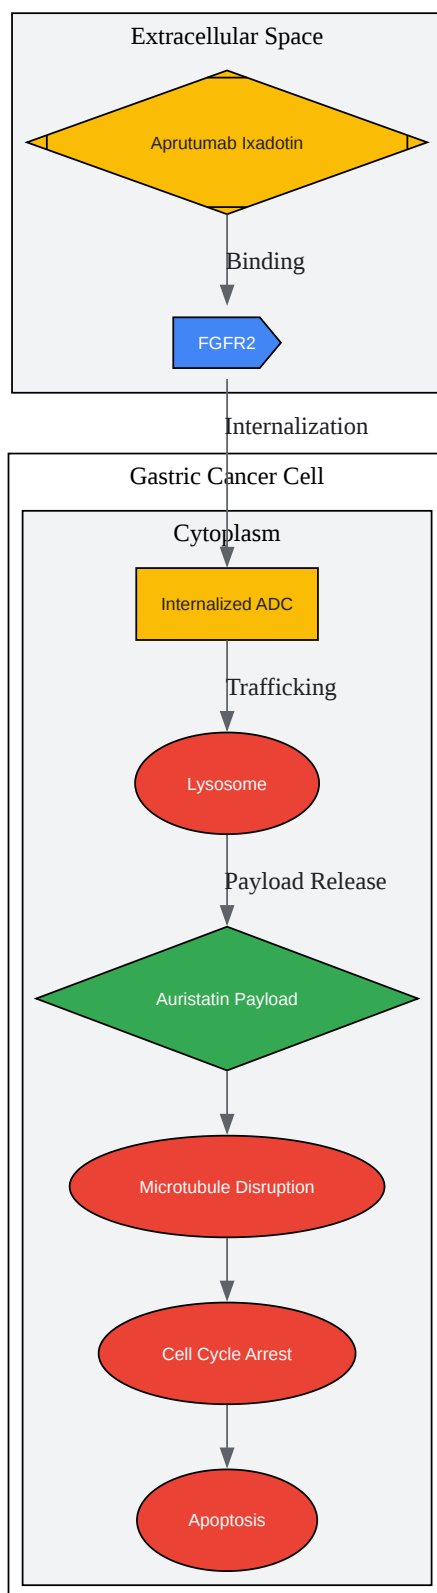 Extracellular Space
Aprutumab Ixadotin
Binding
FGFR2
Internalization
Gastric Cancer Cell
Cytoplasm
Internalized ADC
Trafficking
Lysosome
Payload Release
Auristatin Payload
Microtubule Disruption
Cell Cycle Arrest
Apoptosis